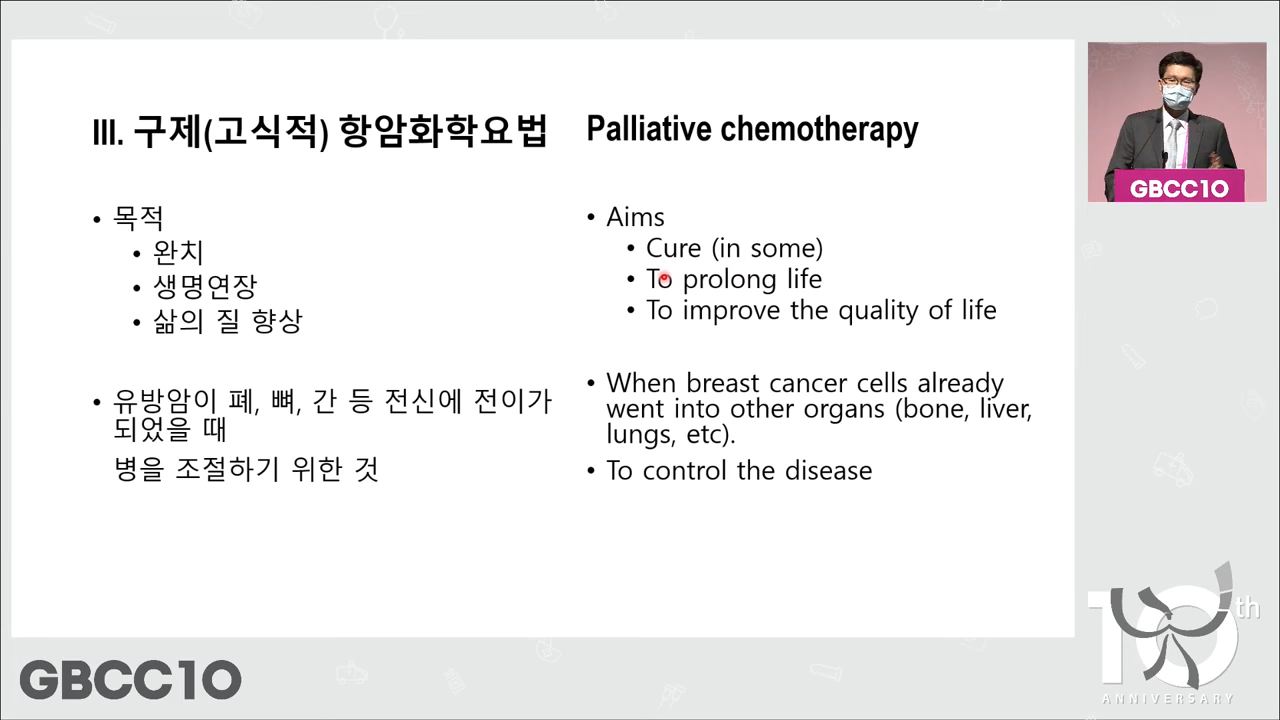 III. 구제(고식적) 항암화학요법
• 목적
• 완치
• 생명연장
• 삶의 질 향상
• 유방암이 폐, 뼈, 간 등 전신에 전이가
되었을 때
병을 조절하기 위한 것
Palliative chemotherapy
• Aims
• Cure (in some)
• To prolong life
• To improve the quality of life
• When breast cancer cells already
went into other organs (bone, liver,
lungs, etc).
• To control the disease
GBCC10
GBCC10
10th
ANNIVERSARY